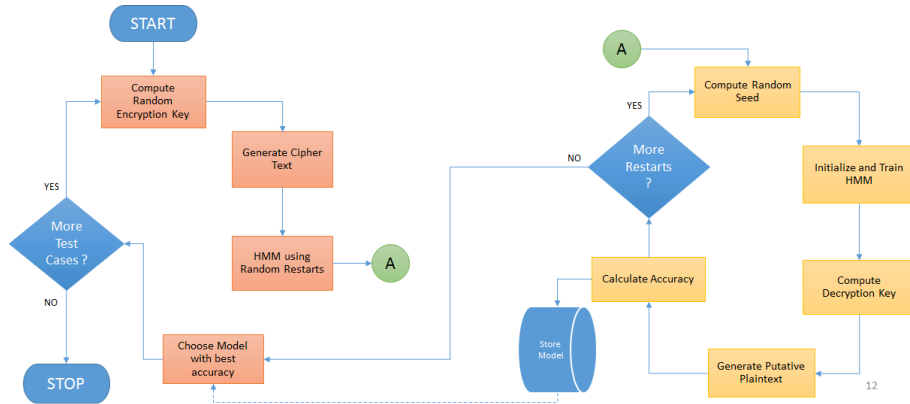 START
Compute
Random
Encryption Key
Generate Cipher
Text
HMM using
Random Restarts
A
YES
More
Test
Cases ?
NO
STOP
Choose Model
with best
accuracy
A
Compute Random
Seed
YES
NO
More
Restarts
?
Initialize and Train
HMM
Calculate Accuracy
Compute
Decryption Key
Store
Model
Generate Putative
Plaintext
12